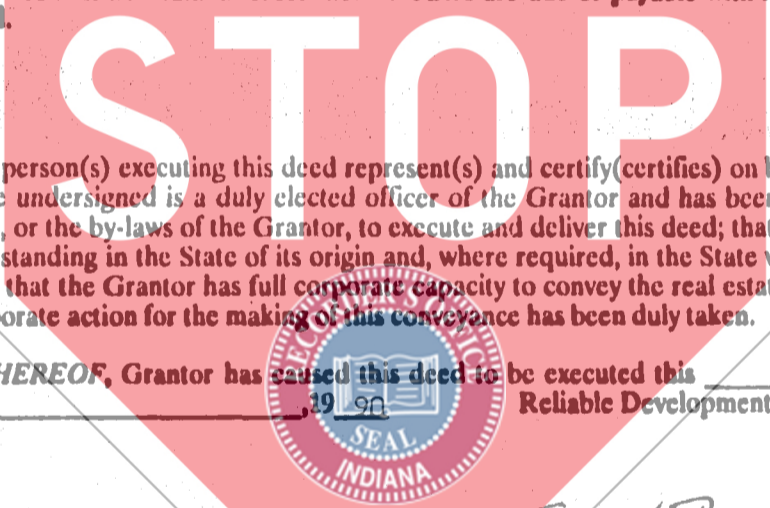 STOP
person(s) executing this deed represent(s) and certify(certifies) on
undersigned is a duly elected officer of the Grantor and has been
, or the by-laws of the Grantor, to execute and deliver this deed; that
standing in the State of its origin and, where required, in the State
that the Grantor has full corporate capacity to convey the real estat
orate action for the making of this conveyance has been duly taken.
HEREOF, Grantor has caused this deed to be executed this
,19 90 Reliable Development
RECORDER'S OFFICE
SEAL
INDIANA